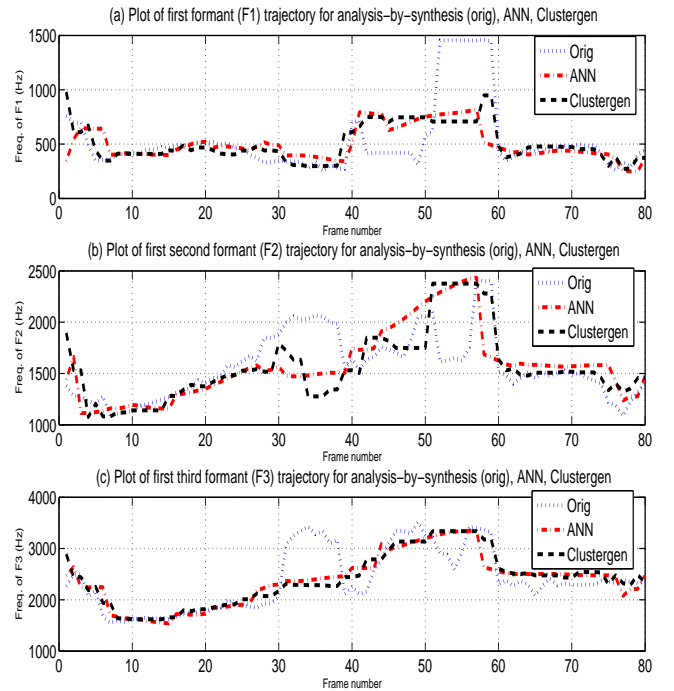 (a) Plot of first formant (F1) trajectory for analysis−by−synthesis (orig), ANN, Clustergen
1500
1000
500
0
Freq. of F1 (Hz)
Orig
ANN
Clustergen
0 10 20 30 40 50 60 70 80
Frame number
(b) Plot of first second formant (F2) trajectory for analysis−by−synthesis (orig), ANN, Clustergen
2500
2000
1500
1000
Freq. of F2 (Hz)
Orig
ANN
Clustergen
0 10 20 30 40 50 60 70 80
Frame number
(c) Plot of first third formant (F3) trajectory for analysis−by−synthesis (orig), ANN, Clustergen
4000
3000
2000
1000
Freq. of F3 (Hz)
Orig
ANN
Clustergen
0 10 20 30 40 50 60 70 80
Frame number